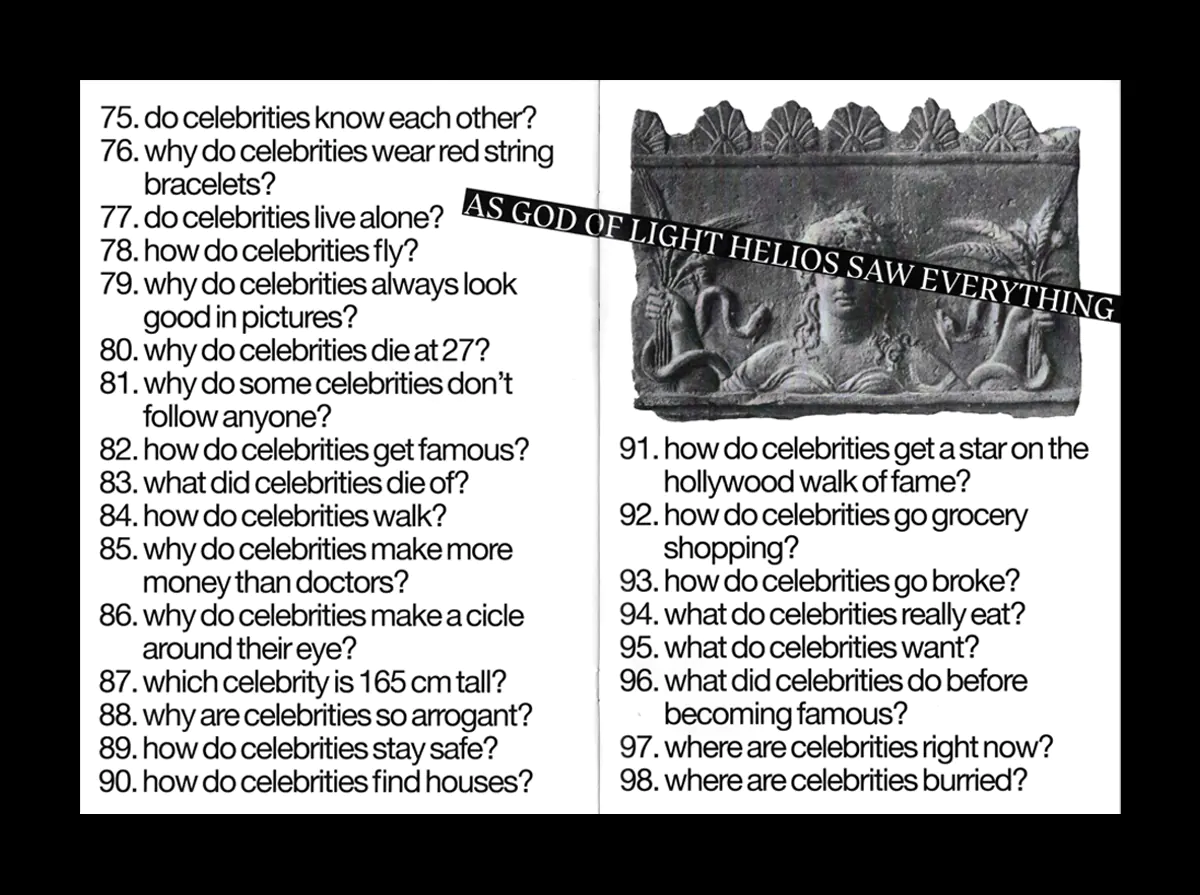 75. do celebrities know each other?
76. why do celebrities wear red string
bracelets?
77. do celebrities live alone?
78. how do celebrities fly?
79. why do celebrities always look
good in pictures?
80. why do celebrities die at 27?
81. why do some celebrities don’t
follow anyone?
82. how do celebrities get famous?
83. what did celebrities die of?
84. how do celebrities walk?
85. why do celebrities make more
money than doctors?
86. why do celebrities make a cicle
around their eye?
87. which celebrity is 165 cm tall?
88. why are celebrities so arrogant?
89. how do celebrities stay safe?
90. how do celebrities find houses?
AS GOD OF LIGHT HELIOS SAW EVERYTHING
91. how do celebrities get a star on the
hollywood walk of fame?
92. how do celebrities go grocery
shopping?
93. how do celebrities go broke?
94. what do celebrities really eat?
95. what do celebrities want?
96. what did celebrities do before
becoming famous?
97. where are celebrities right now?
98. where are celebrities burried?